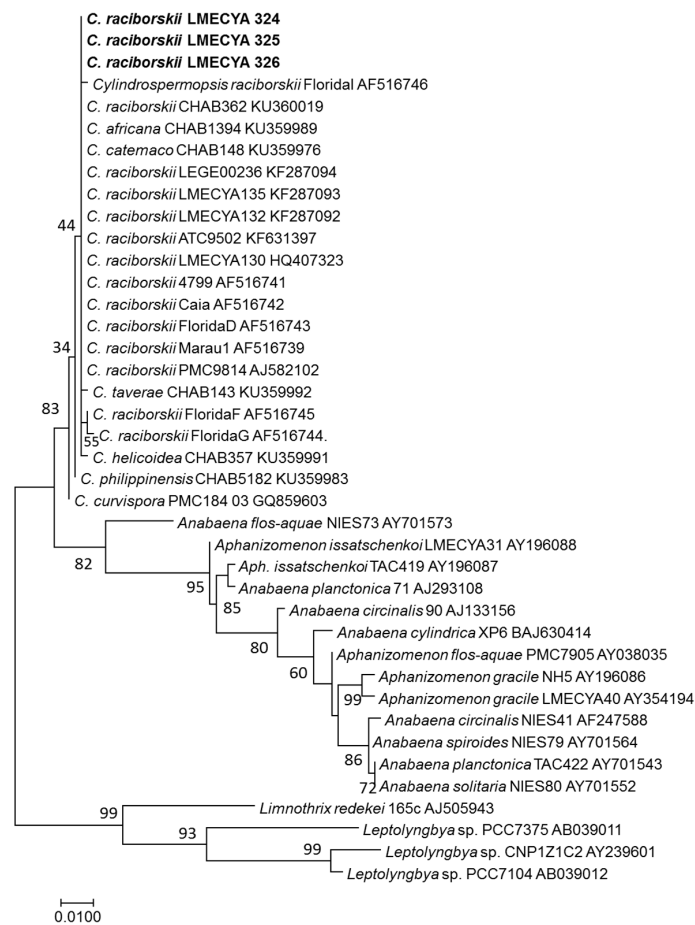 C. raciborskii LMECYA 324
C. raciborskii LMECYA 325
C. raciborskii LMECYA 326
Cylindrospermopsis raciborskii FloridaI AF516746
C. raciborskii CHAB362 KU360019
C. africana CHAB1394 KU359989
C. catemaco CHAB148 KU359976
C. raciborskii LEGE00236 KF287094
C. raciborskii LMECYA135 KF287093
C. raciborskii LMECYA132 KF287092
44
C. raciborskii ATC9502 KF631397
C. raciborskii LMECYA130 HQ407323
C. raciborskii 4799 AF516741
C. raciborskii Caia AF516742
C. raciborskii FloridaD AF516743
34
C. raciborskii Marau1 AF516739
C. raciborskii PMC9814 AJ582102
C. taverae CHAB143 KU359992
83
C. raciborskii FloridaF AF516745
55
C. raciborskii FloridaG AF516744.
C. helicoidea CHAB357 KU359991
C. philippinensis CHAB5182 KU359983
C. curvispora PMC184 03 GQ859603
Anabaena flos-aquae NIES73 AY701573
82
Aphanizomenon issatschenkoi LMECYA31 AY196088
Aph. issatschenkoi TAC419 AY196087
95
Anabaena planctonica 71 AJ293108
85
Anabaena circinalis 90 AJ133156
80
Anabaena cylindrica XP6 BAJ630414
Aphanizomenon flos-aquae PMC7905 AY038035
60
Aphanizomenon gracile NH5 AY196086
99
Aphanizomenon gracile LMECYA40 AY354194
Anabaena circinalis NIES41 AF247588
Anabaena spiroides NIES79 AY701564
86
Anabaena planctonica TAC422 AY701543
72
Anabaena solitaria NIES80 AY701552
99
Limnothrix redekei 165c AJ505943
93
Leptolyngbya sp. PCC7375 AB039011
99
Leptolyngbya sp. CNP1Z1C2 AY239601
Leptolyngbya sp. PCC7104 AB039012
0.0100